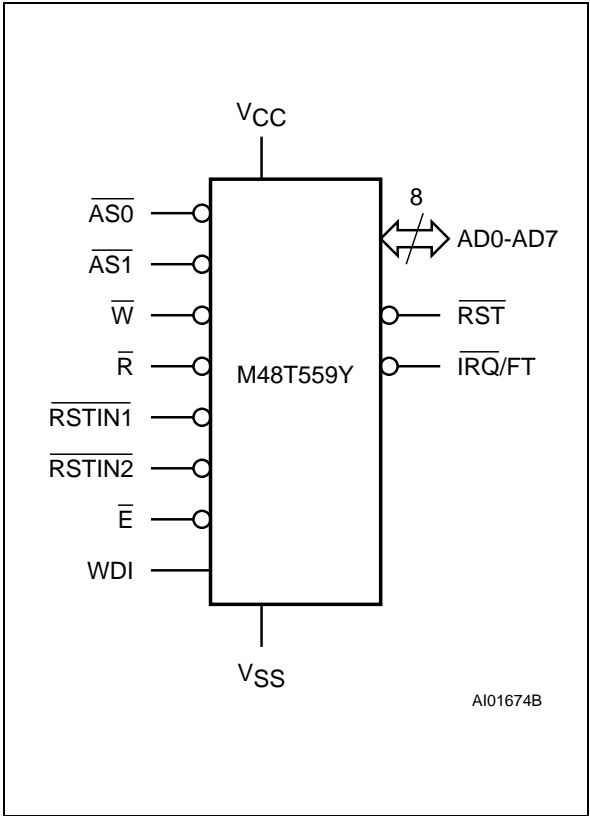 VCC
8
AS0
AD0-AD7
AS1
W
RST
R
M48T559Y
IRQ/FT
RSTIN1
RSTIN2
E
WDI
VSS
AI01674B